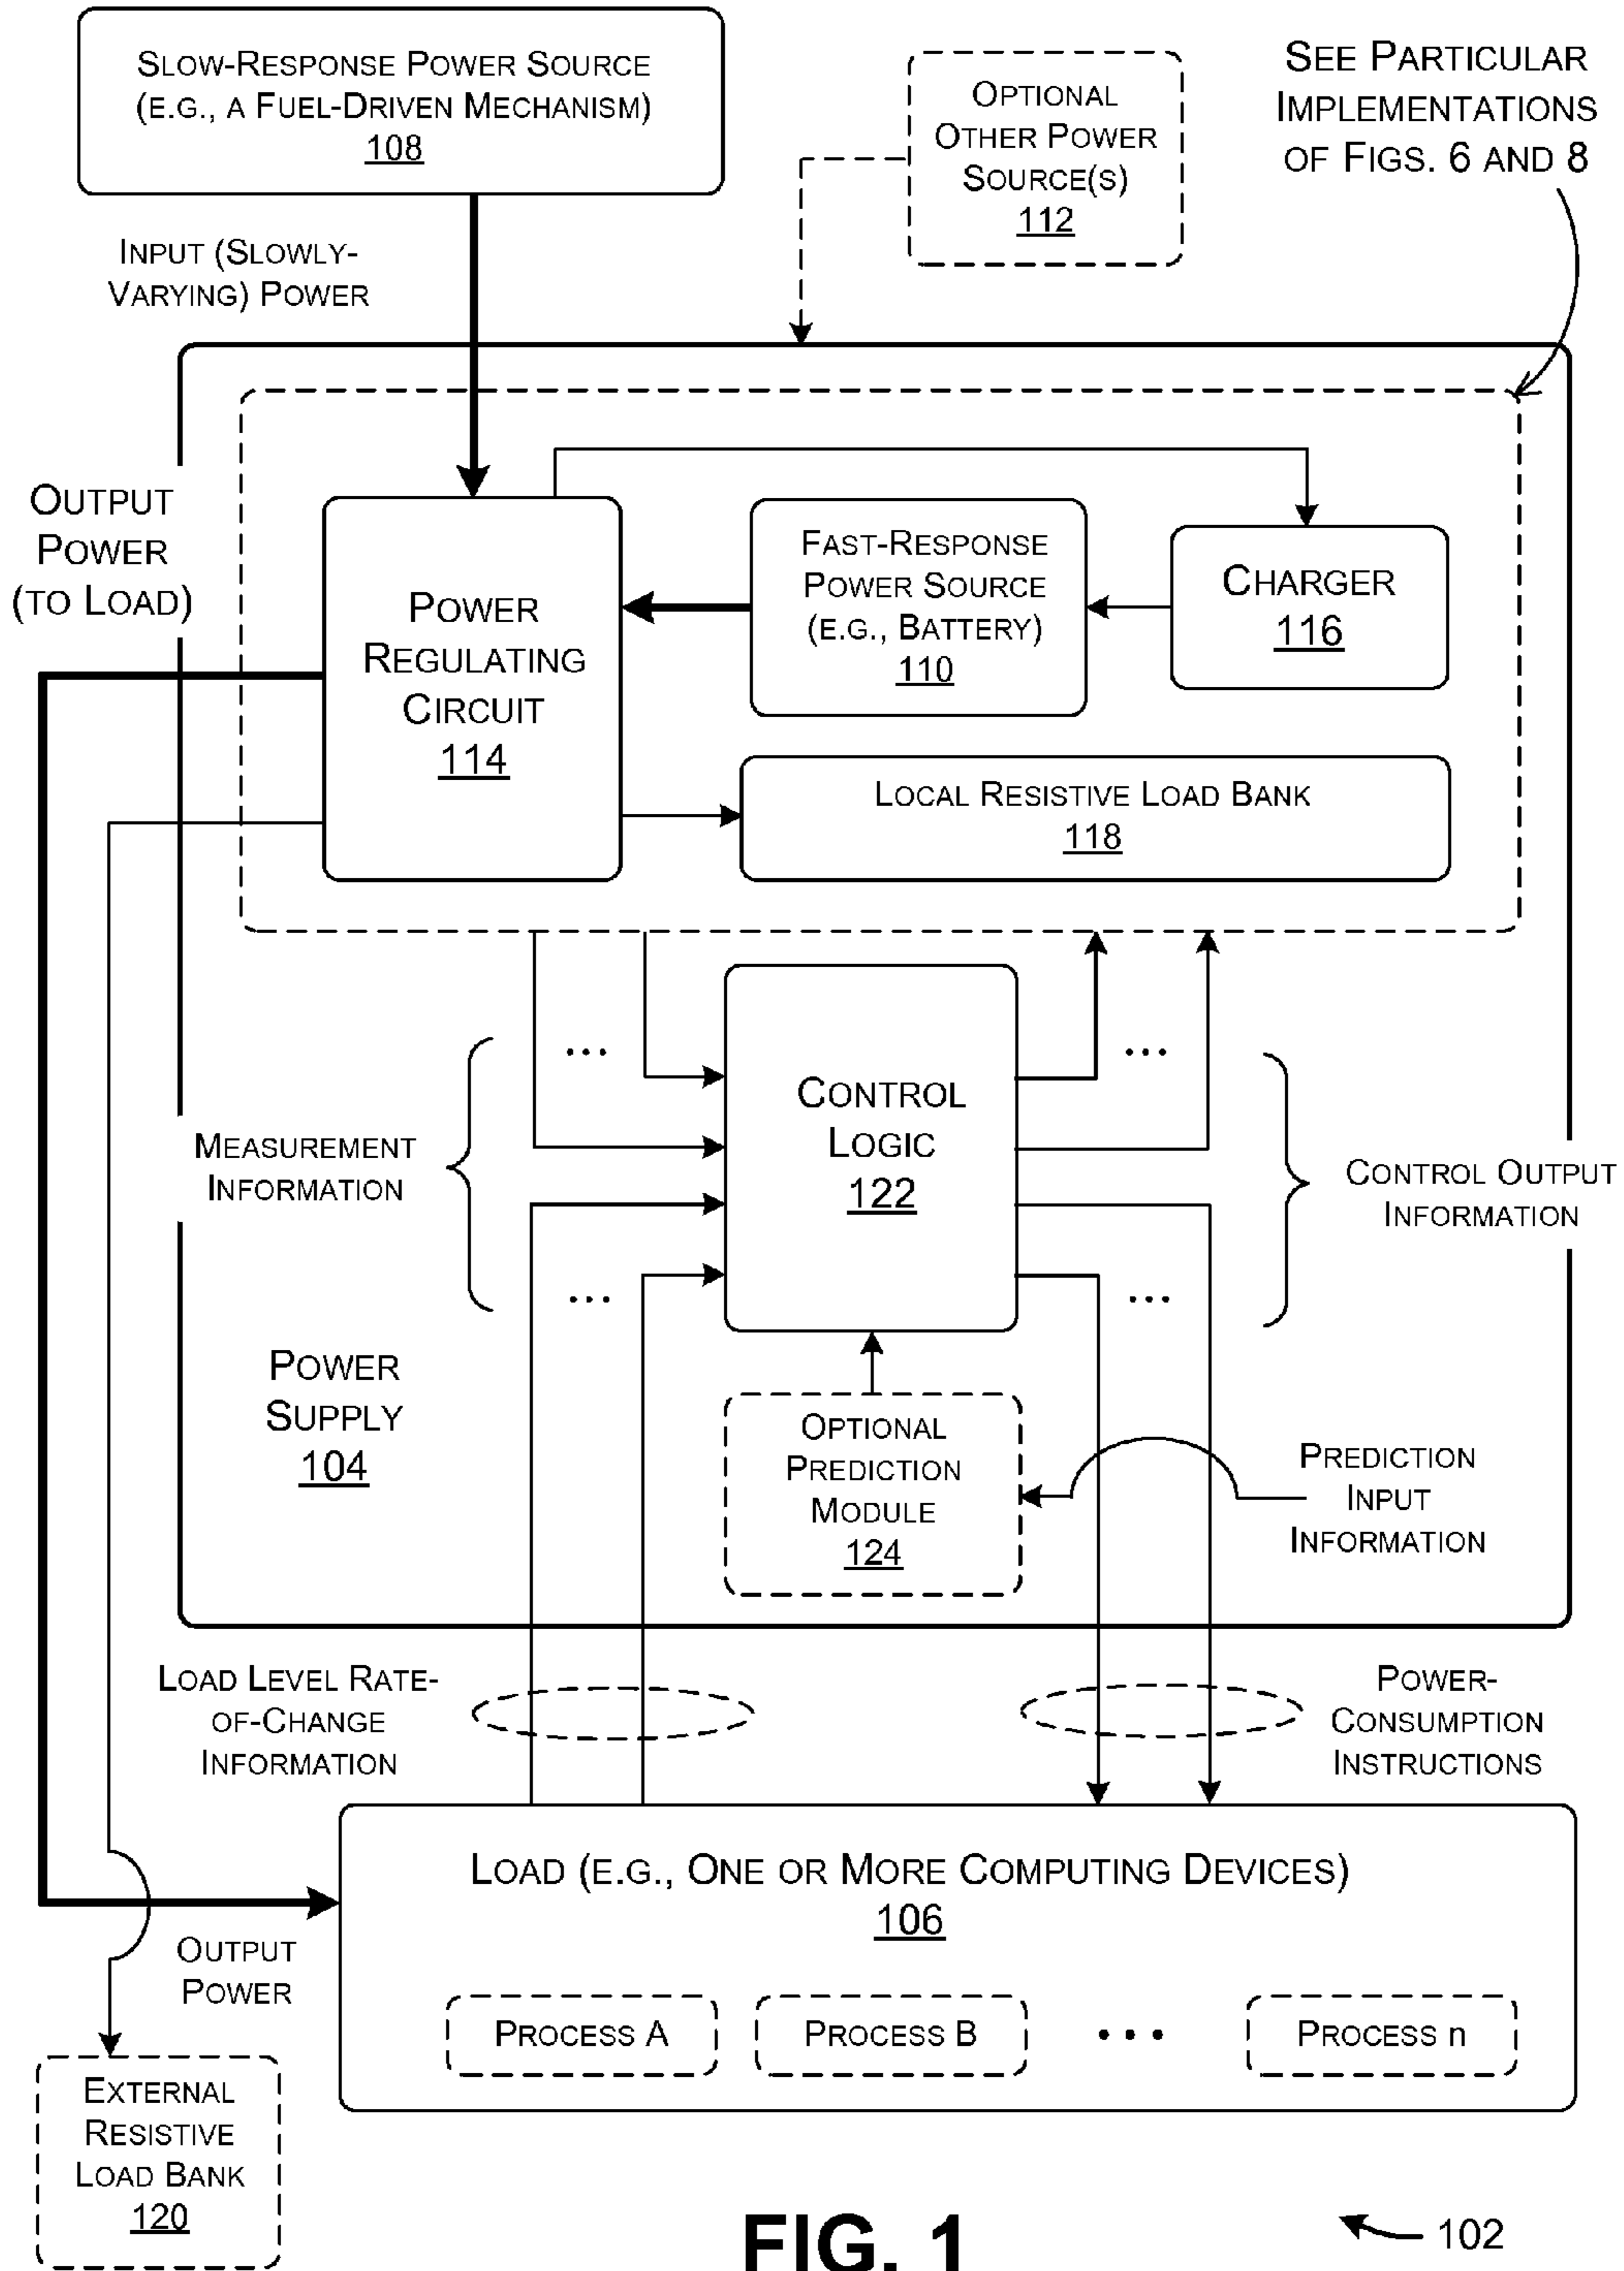 SLOW-RESPONSE POWER SOURCE
(E.G., A FUEL-DRIVEN MECHANISM)
108
OPTIONAL
OTHER POWER
SOURCE(S)
112
SEE PARTICULAR
IMPLEMENTATIONS
OF FIGS. 6 AND 8
INPUT (SLOWLY-
VARYING) POWER
OUTPUT
POWER
(TO LOAD)
POWER
REGULATING
CIRCUIT
114
FAST-RESPONSE
POWER SOURCE
(E.G., BATTERY)
110
CHARGER
116
LOCAL RESISTIVE LOAD BANK
118
...
...
MEASUREMENT
INFORMATION
CONTROL
LOGIC
122
CONTROL OUTPUT
INFORMATION
...
...
POWER
SUPPLY
104
OPTIONAL
PREDICTION
MODULE
124
PREDICTION
INPUT
INFORMATION
LOAD LEVEL RATE-
OF-CHANGE
INFORMATION
POWER-
CONSUMPTION
INSTRUCTIONS
LOAD (E.G., ONE OR MORE COMPUTING DEVICES)
106
OUTPUT
POWER
PROCESS A
PROCESS B
...
PROCESS n
EXTERNAL
RESISTIVE
LOAD BANK
120
FIG. 1
102